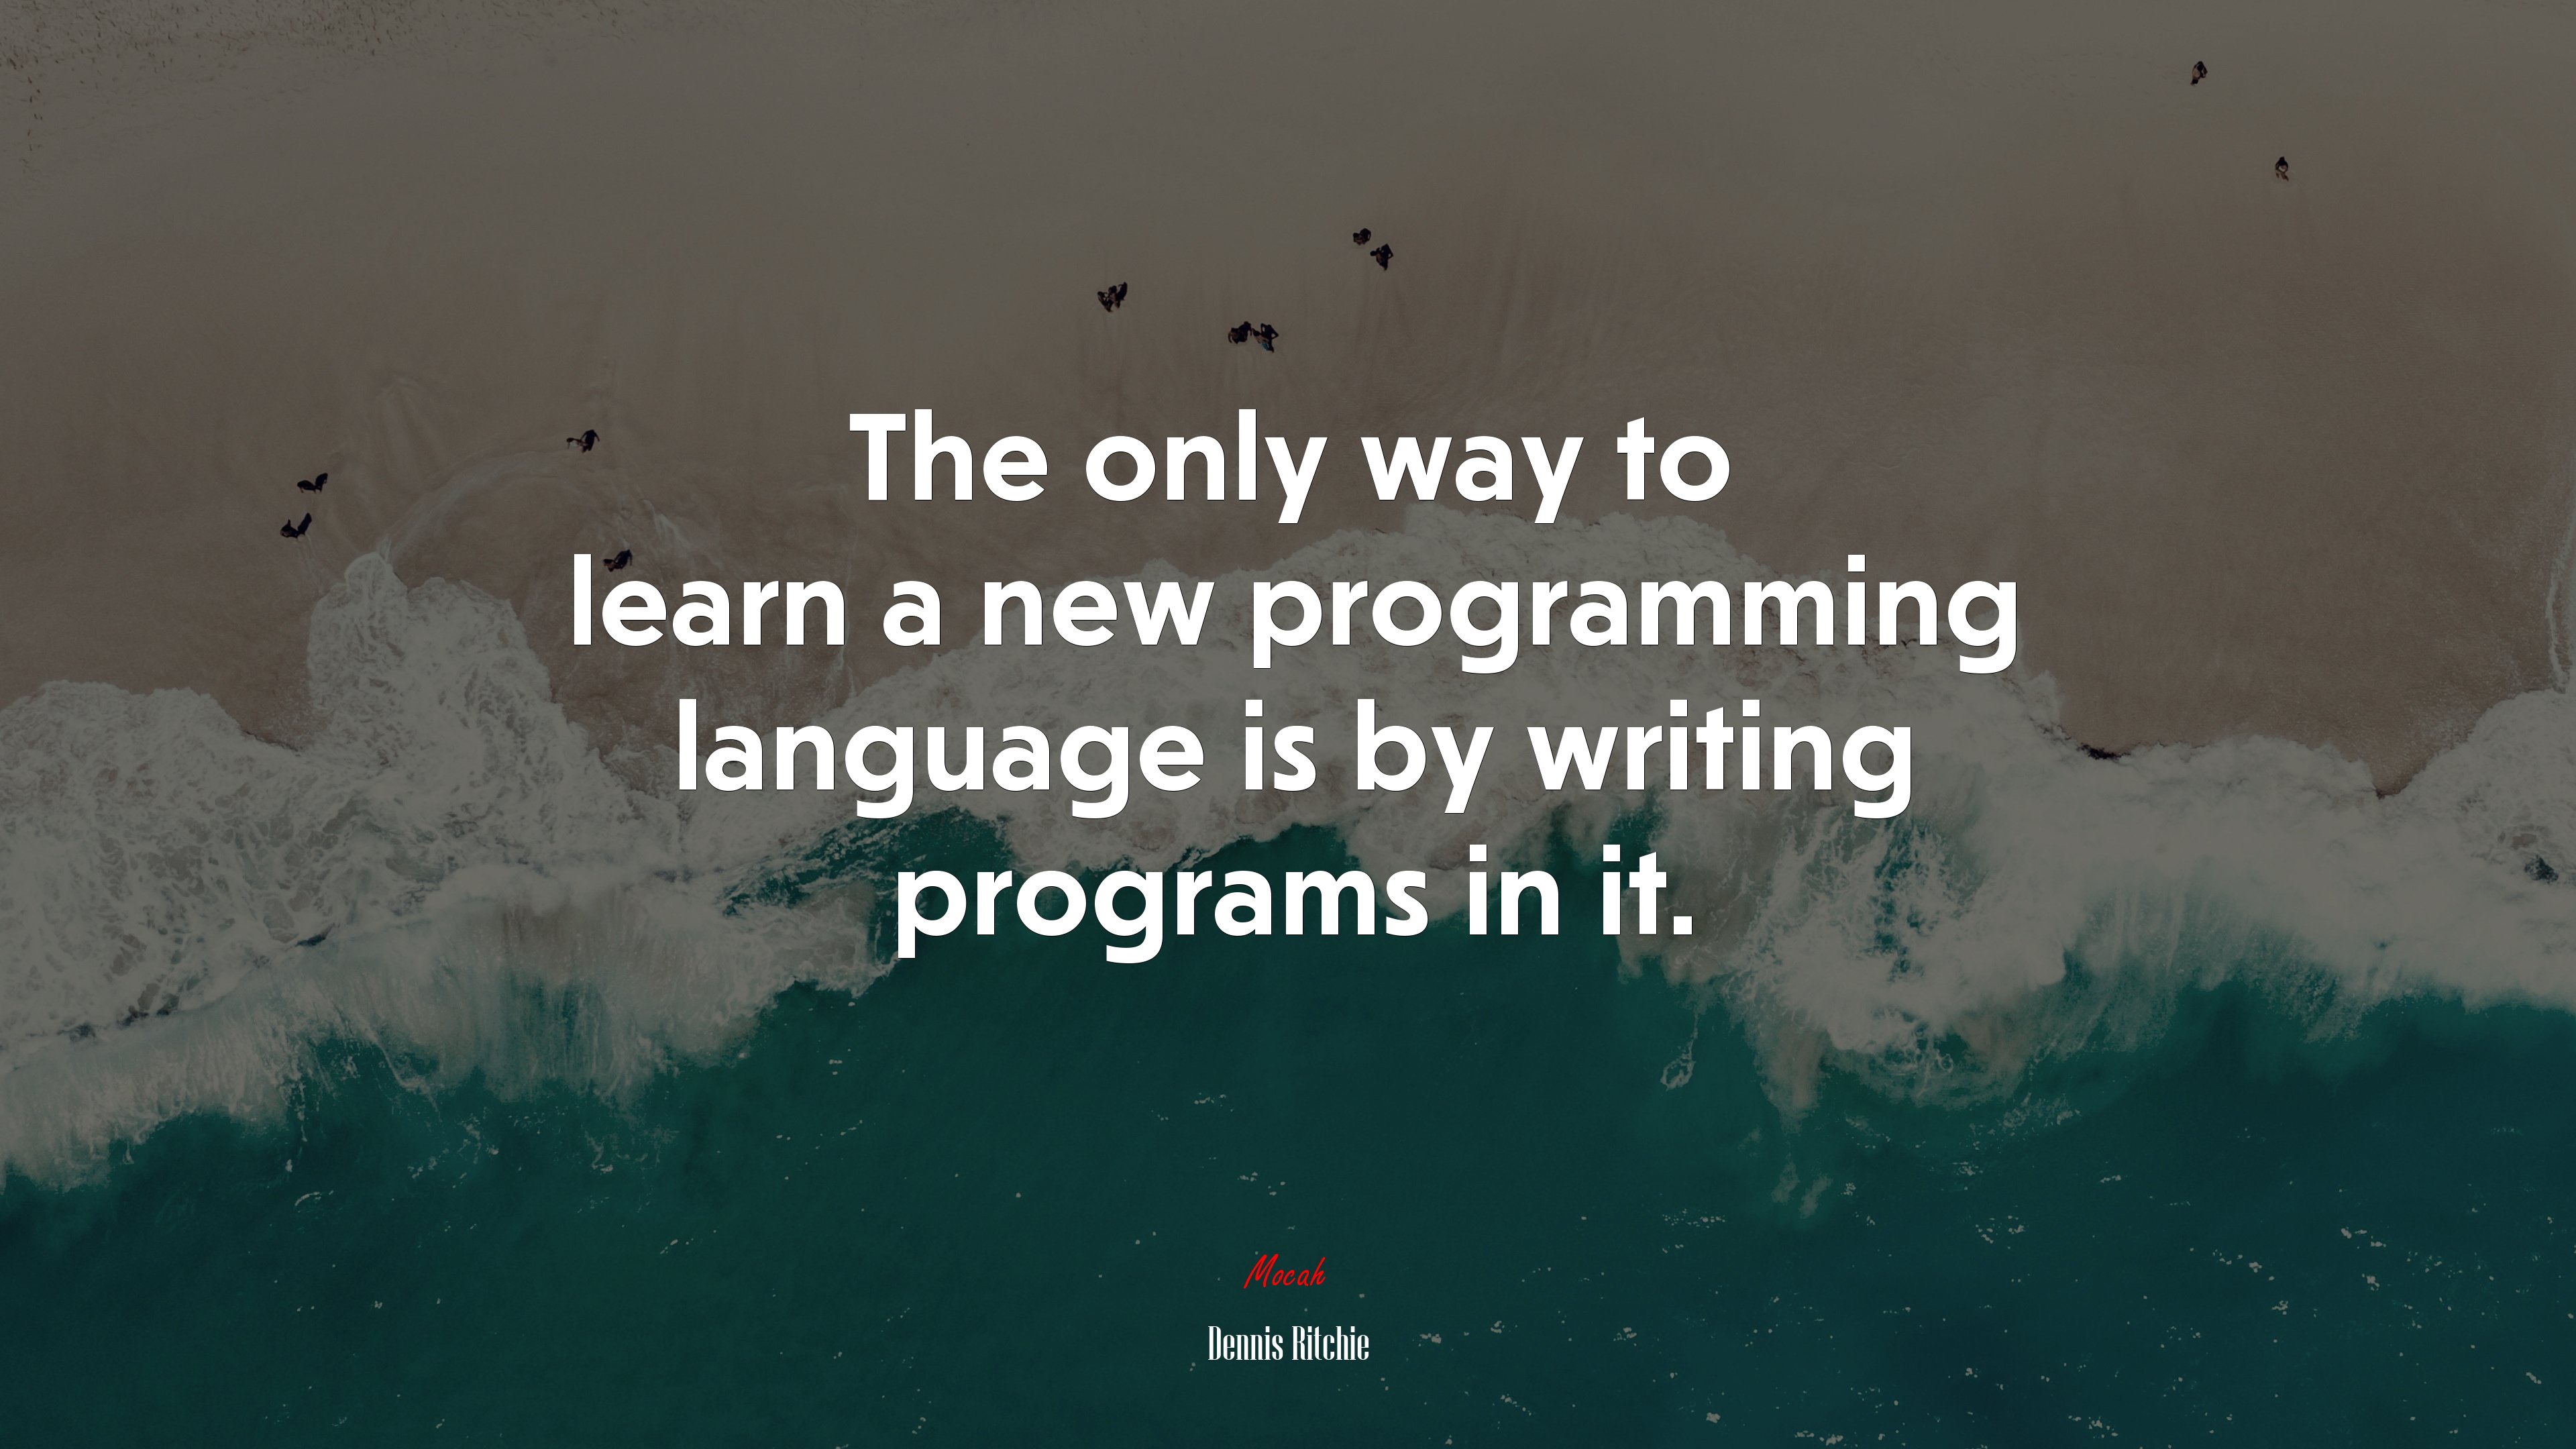 The only way to
learn a new programming
language is by writing
programs in it.
Mocah
Dennis Ritchie